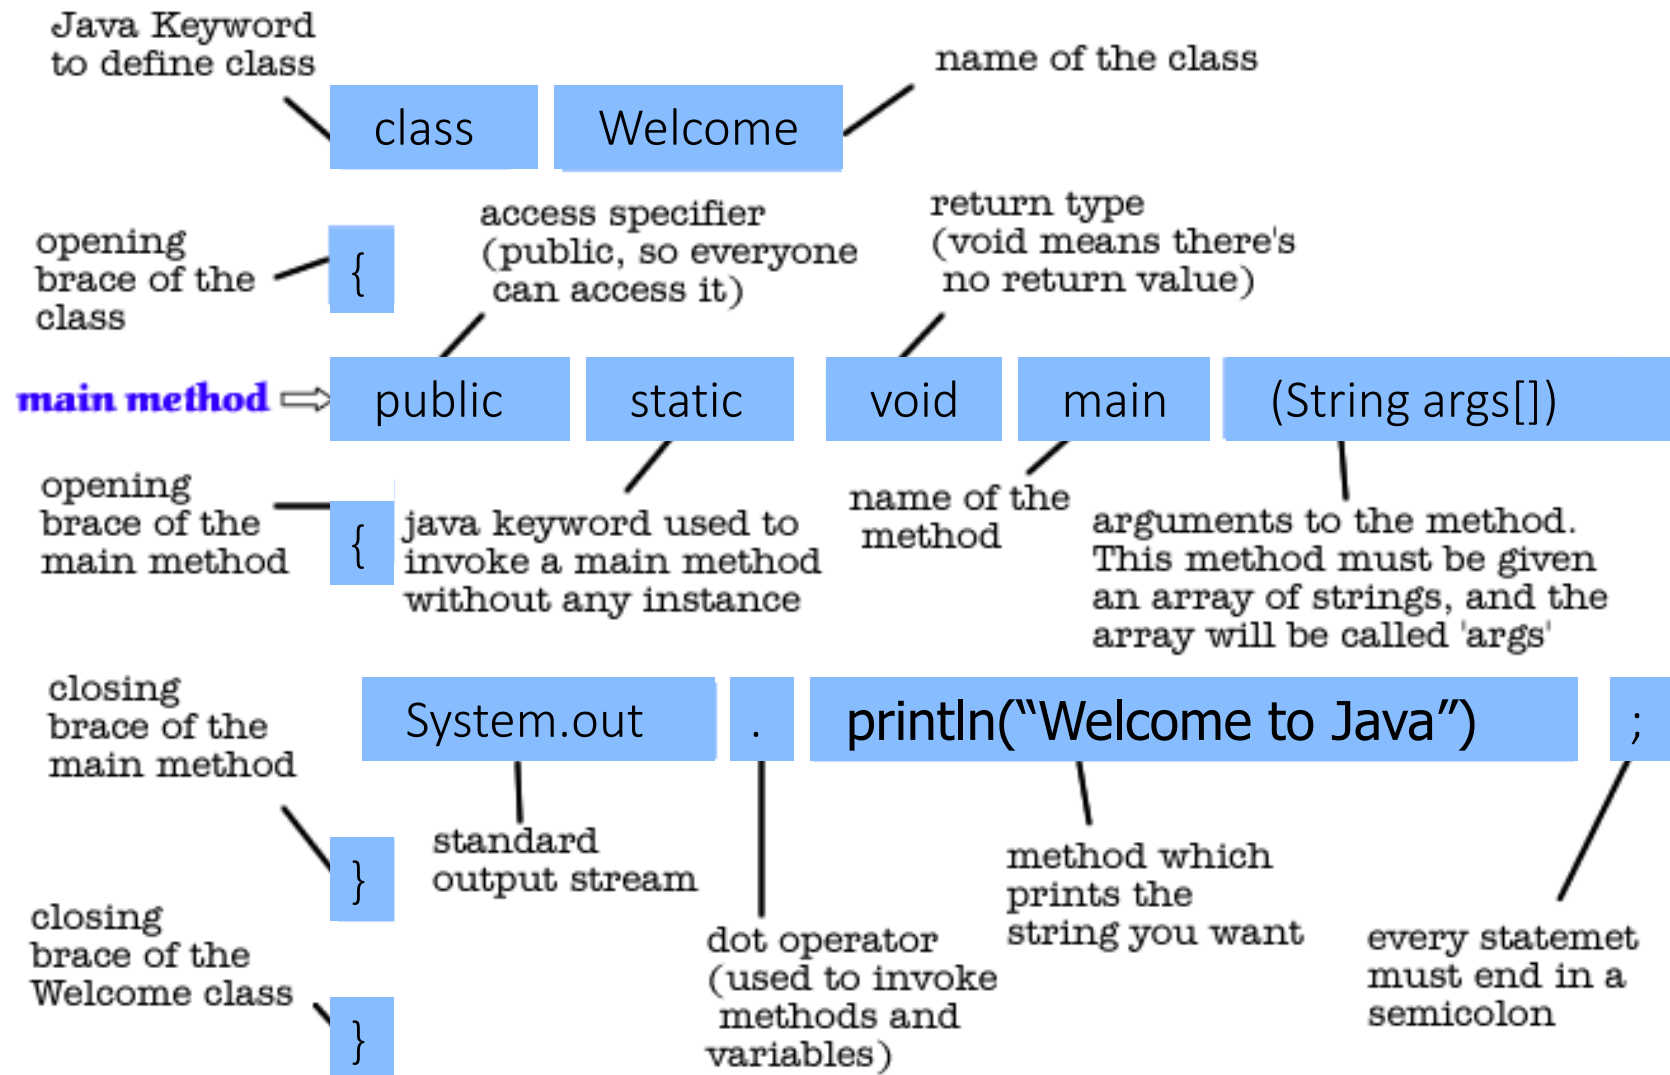 Java Keyword
to define class
name of the class
class Welcome
opening
brace of the
class
{
access specifier
(public, so everyone
can access it)
return type
(void means there's
no return value)
main method
public static void main (String args[])
opening
brace of the
main method
{
java keyword used to
invoke a main method
without any instance
name of the
method
arguments to the method.
This method must be given
an array of strings, and the
array will be called 'args'
closing
brace of the
main method
System.out . println(“Welcome to Java”) ;
}
standard
output stream
dot operator
(used to invoke
methods and
variables)
method which
prints the
string you want
every statemet
must end in a
semicolon
closing
brace of the
Welcome class
}